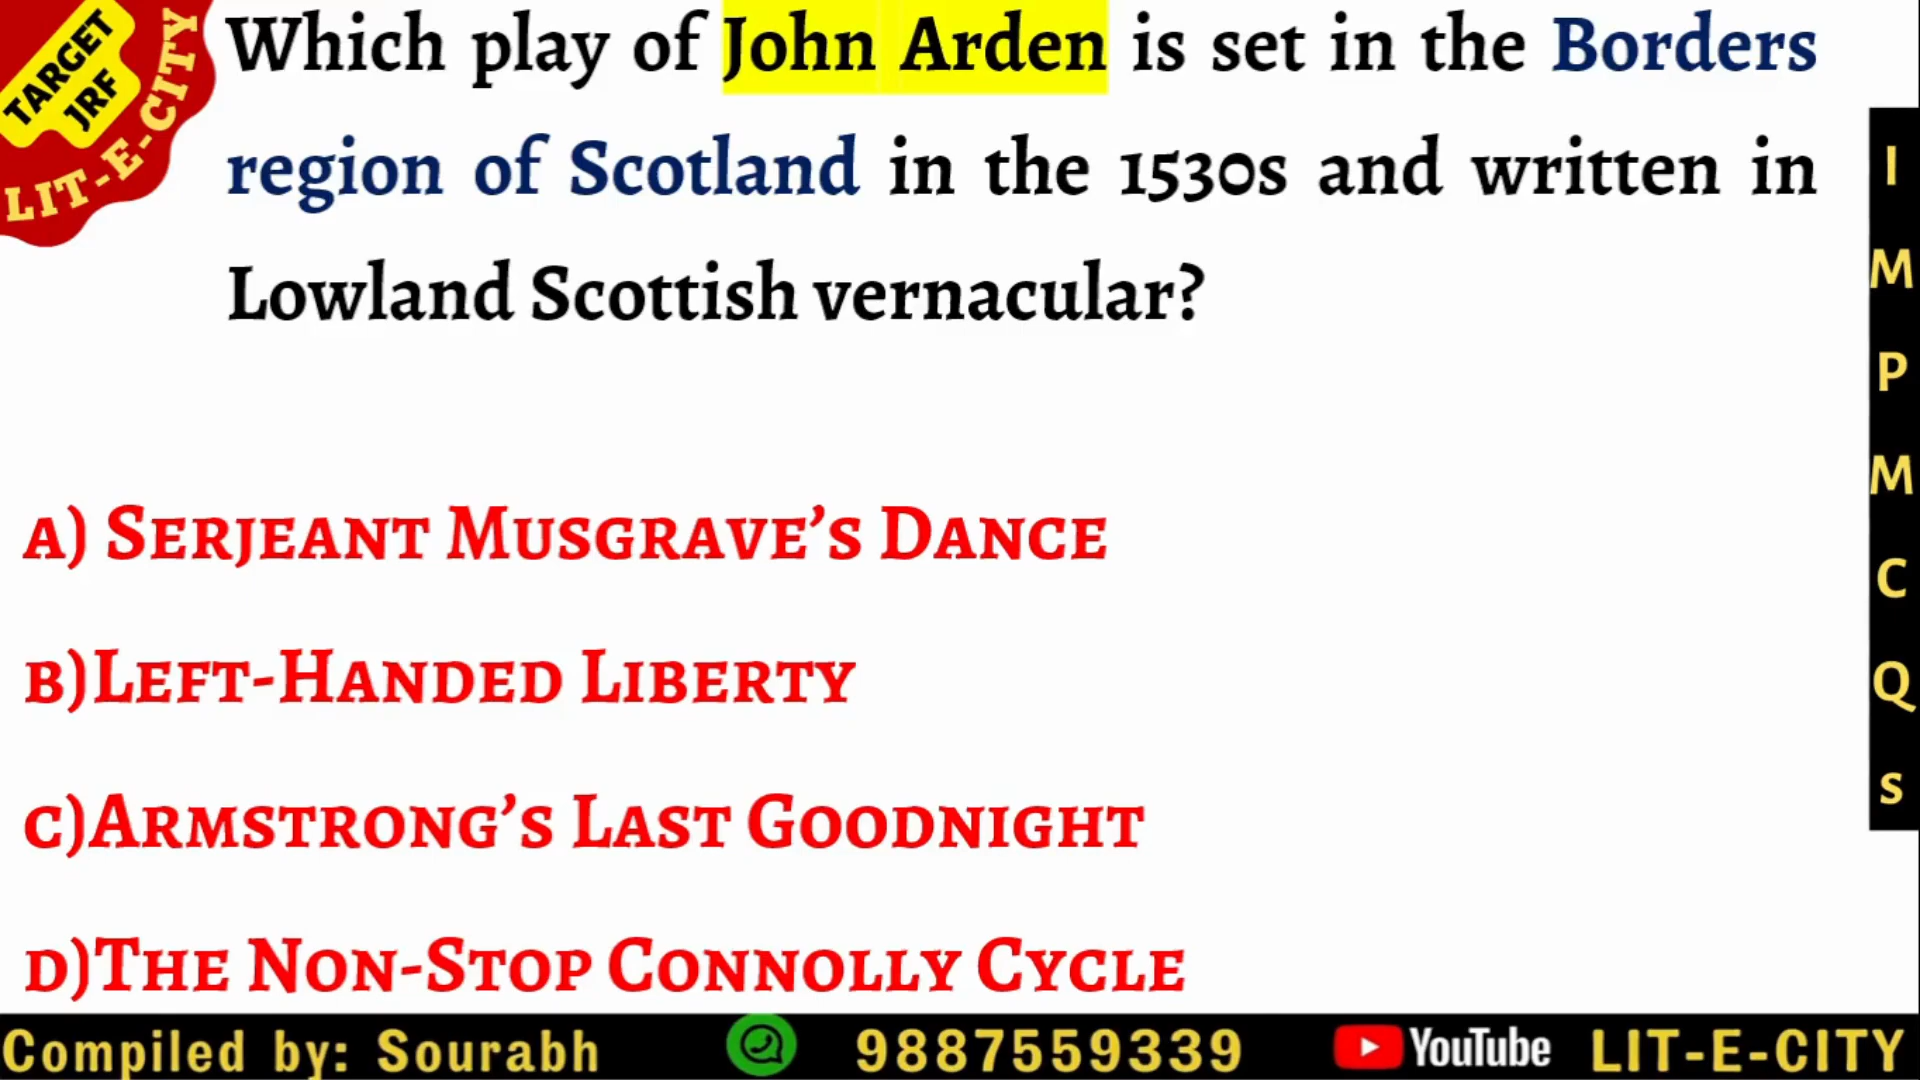 TARGET
JRF
LIT-E-CITY
Which play of John Arden is set in the Borders
region of Scotland in the 1530s and written in
Lowland Scottish vernacular?
A) SERJEANT MUSGRAVE’S DANCE
B)LEFT-HANDED LIBERTY
C)ARMSTRONG’S LAST GOODNIGHT
D)THE NON-STOP CONNOLLY CYCLE
I
M
P
M
C
Q
s
Compiled by: Sourabh 9887559339 YouTube LIT-E-CITY